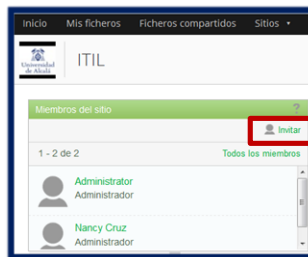 Inicio Mis ficheros Ficheros compartidos Sitios
Universidad de Alcalá
ITIL
Miembros del sitio ?
Invitar
1 - 2 de 2 Todos los miembros
Administrator
Administrador
Nancy Cruz
Administrador